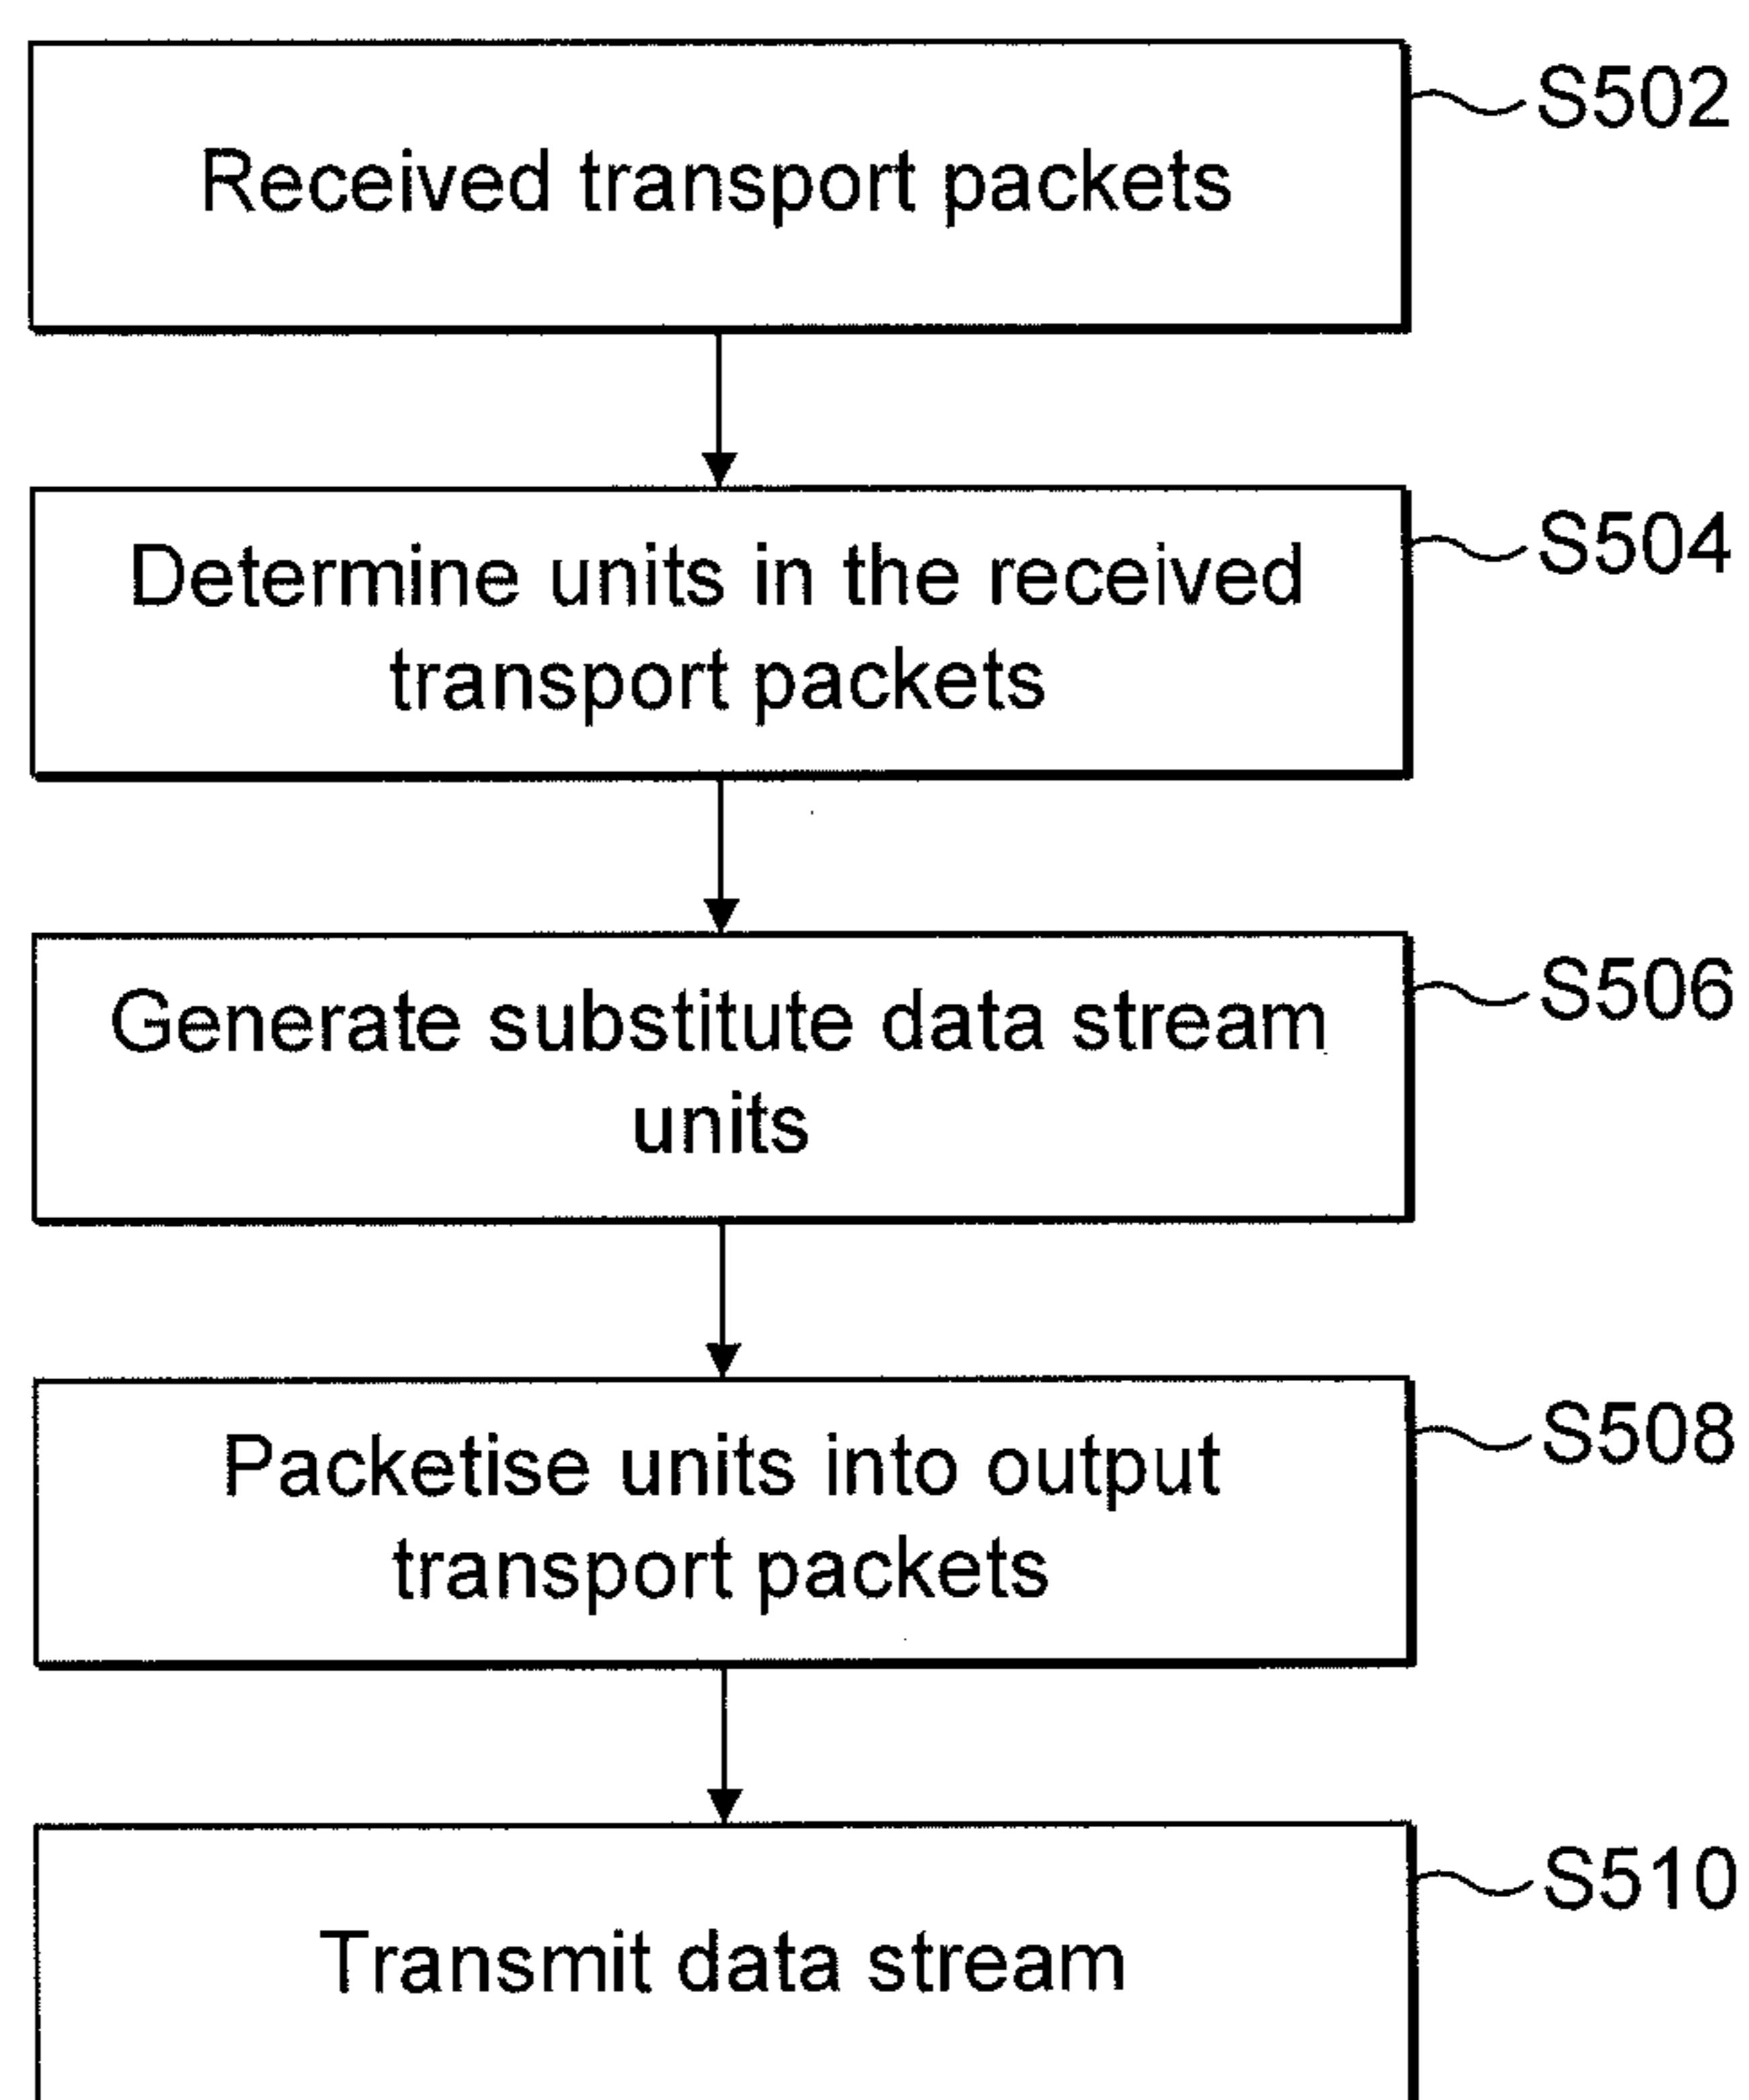 Received transport packets
S502
Determine units in the received
transport packets
S504
Generate substitute data stream
units
S506
Packetise units into output
transport packets
S508
Transmit data stream
S510